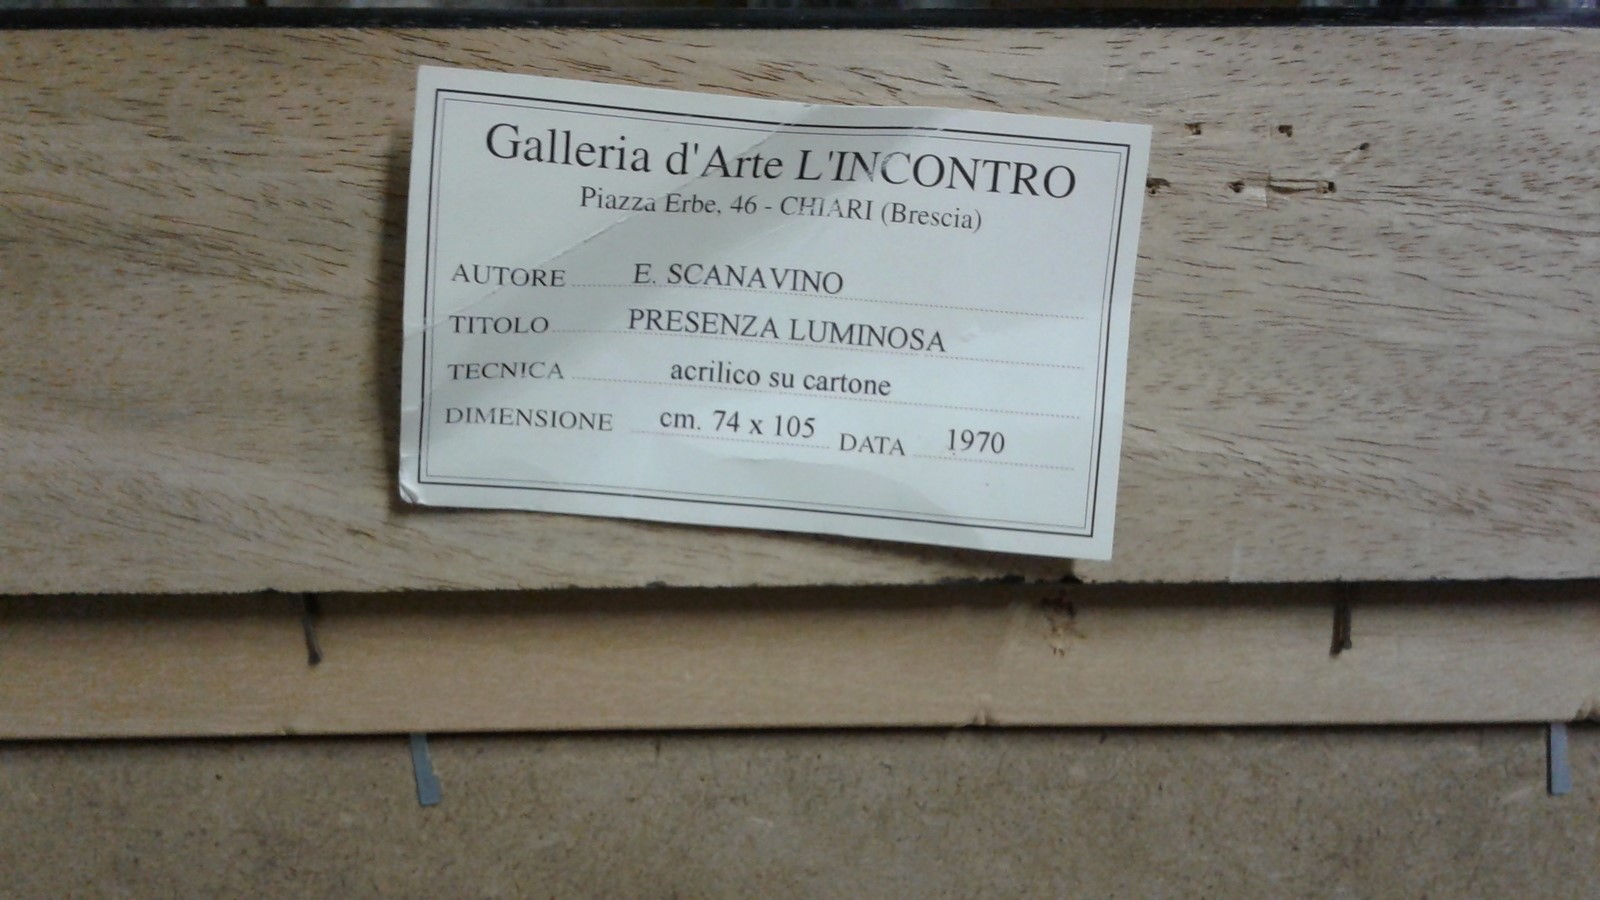 Galleria d'Arte L'INCONTRO
Piazza Erbe, 46 - CHIARI (Brescia)
AUTORE E. SCANAVINO
TITOLO PRESENZA LUMINOSA
TECNICA acrilico su cartone
DIMENSIONE cm. 74 x 105 DATA 1970